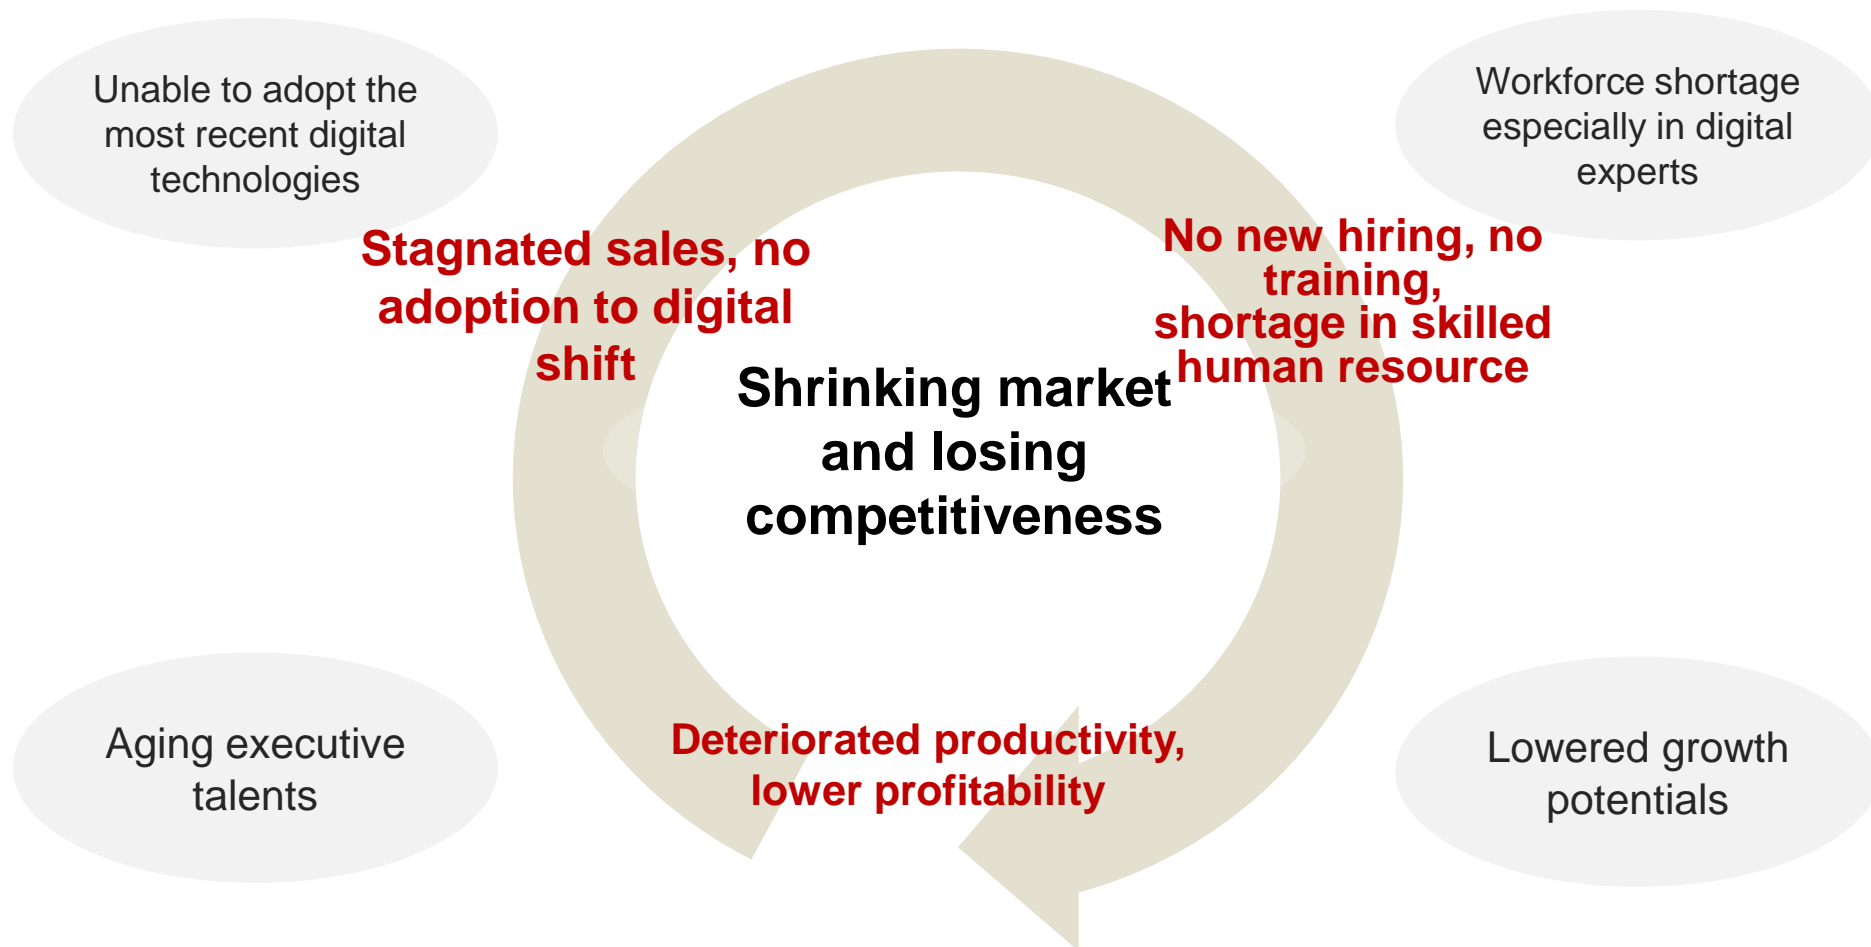 Unable to adopt the
most recent digital
technologies
Workforce shortage
especially in digital
experts
Stagnated sales, no
adoption to digital
shift
No new hiring, no
training,
shortage in skilled
human resource
Shrinking market
and losing
competitiveness
Aging executive
talents
Deteriorated productivity,
lower profitability
Lowered growth
potentials